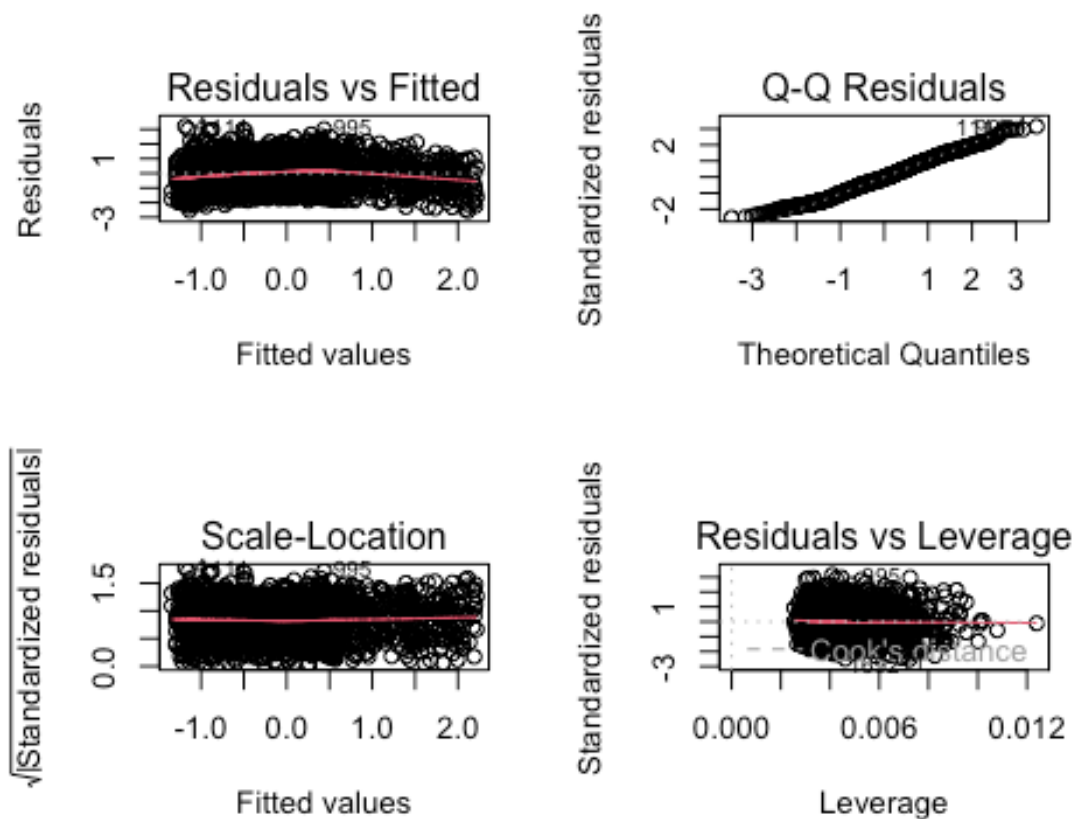 Residuals vs Fitted
995
Residuals
1
-3
-1.0 0.0 1.0 2.0
Fitted values
Q-Q Residuals
Standardized residuals
2
-2
-3 -1 1 2 3
Theoretical Quantiles
Scale-Location
995
√|Standardized residuals|
1.5
0.0
-1.0 0.0 1.0 2.0
Fitted values
Residuals vs Leverage
995
Standardized residuals
1
-3
Cook's distance
0.000 0.006 0.012
Leverage